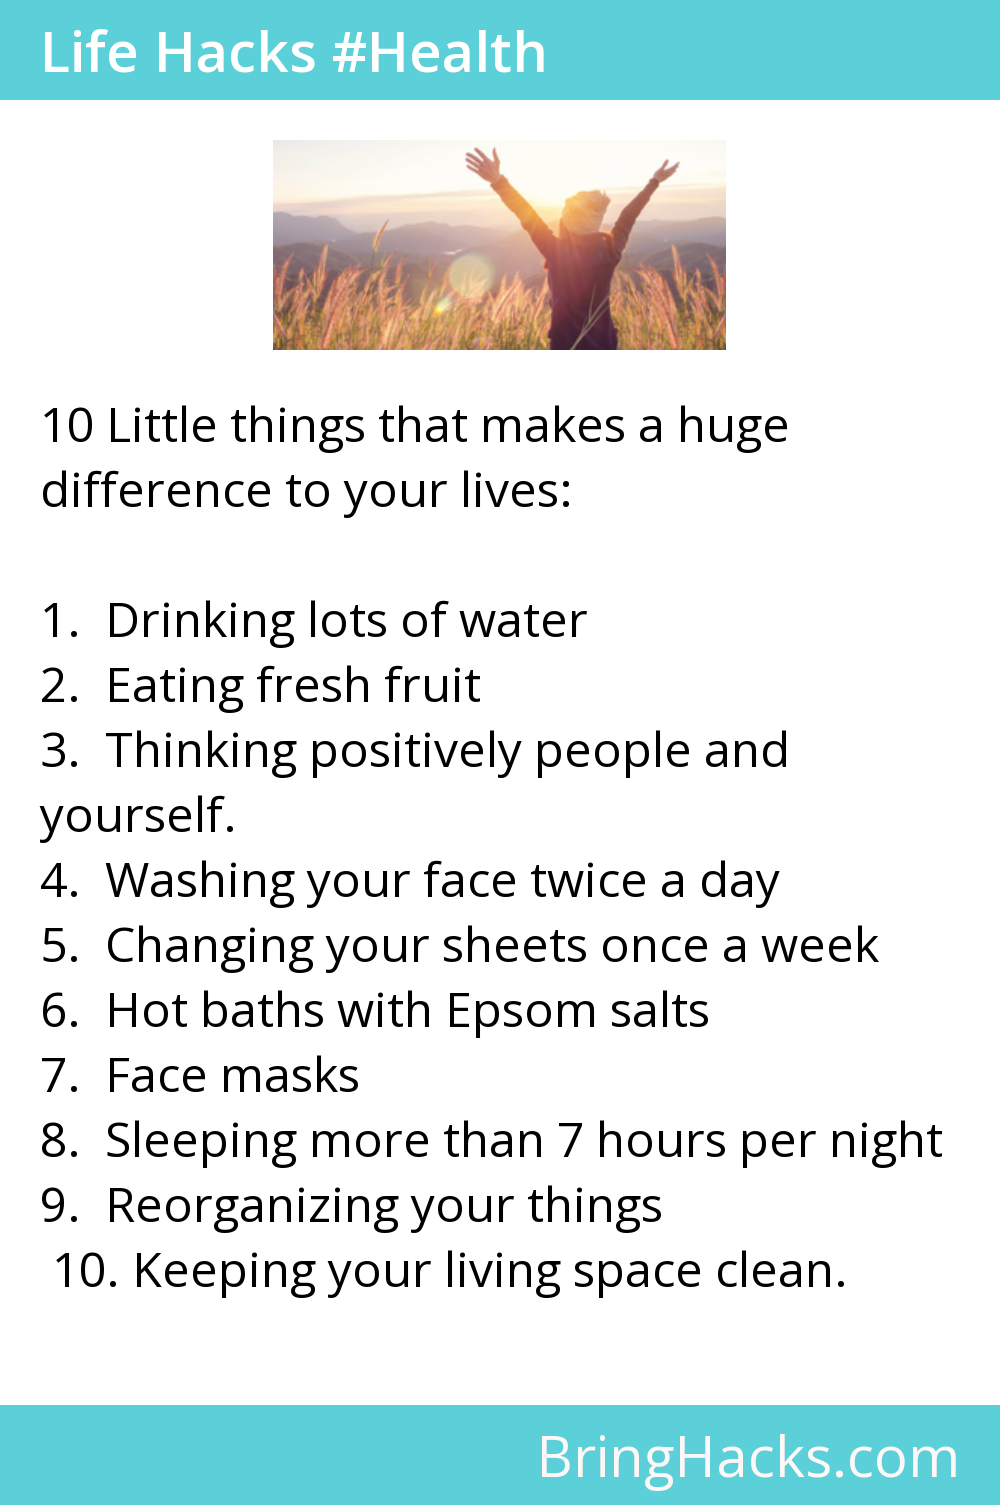 Life Hacks #Health
10 Little things that makes a huge
difference to your lives:
1. Drinking lots of water
2. Eating fresh fruit
3. Thinking positively people and
yourself.
4. Washing your face twice a day
5. Changing your sheets once a week
6. Hot baths with Epsom salts
7. Face masks
8. Sleeping more than 7 hours per night
9. Reorganizing your things
10. Keeping your living space clean.
BringHacks.com